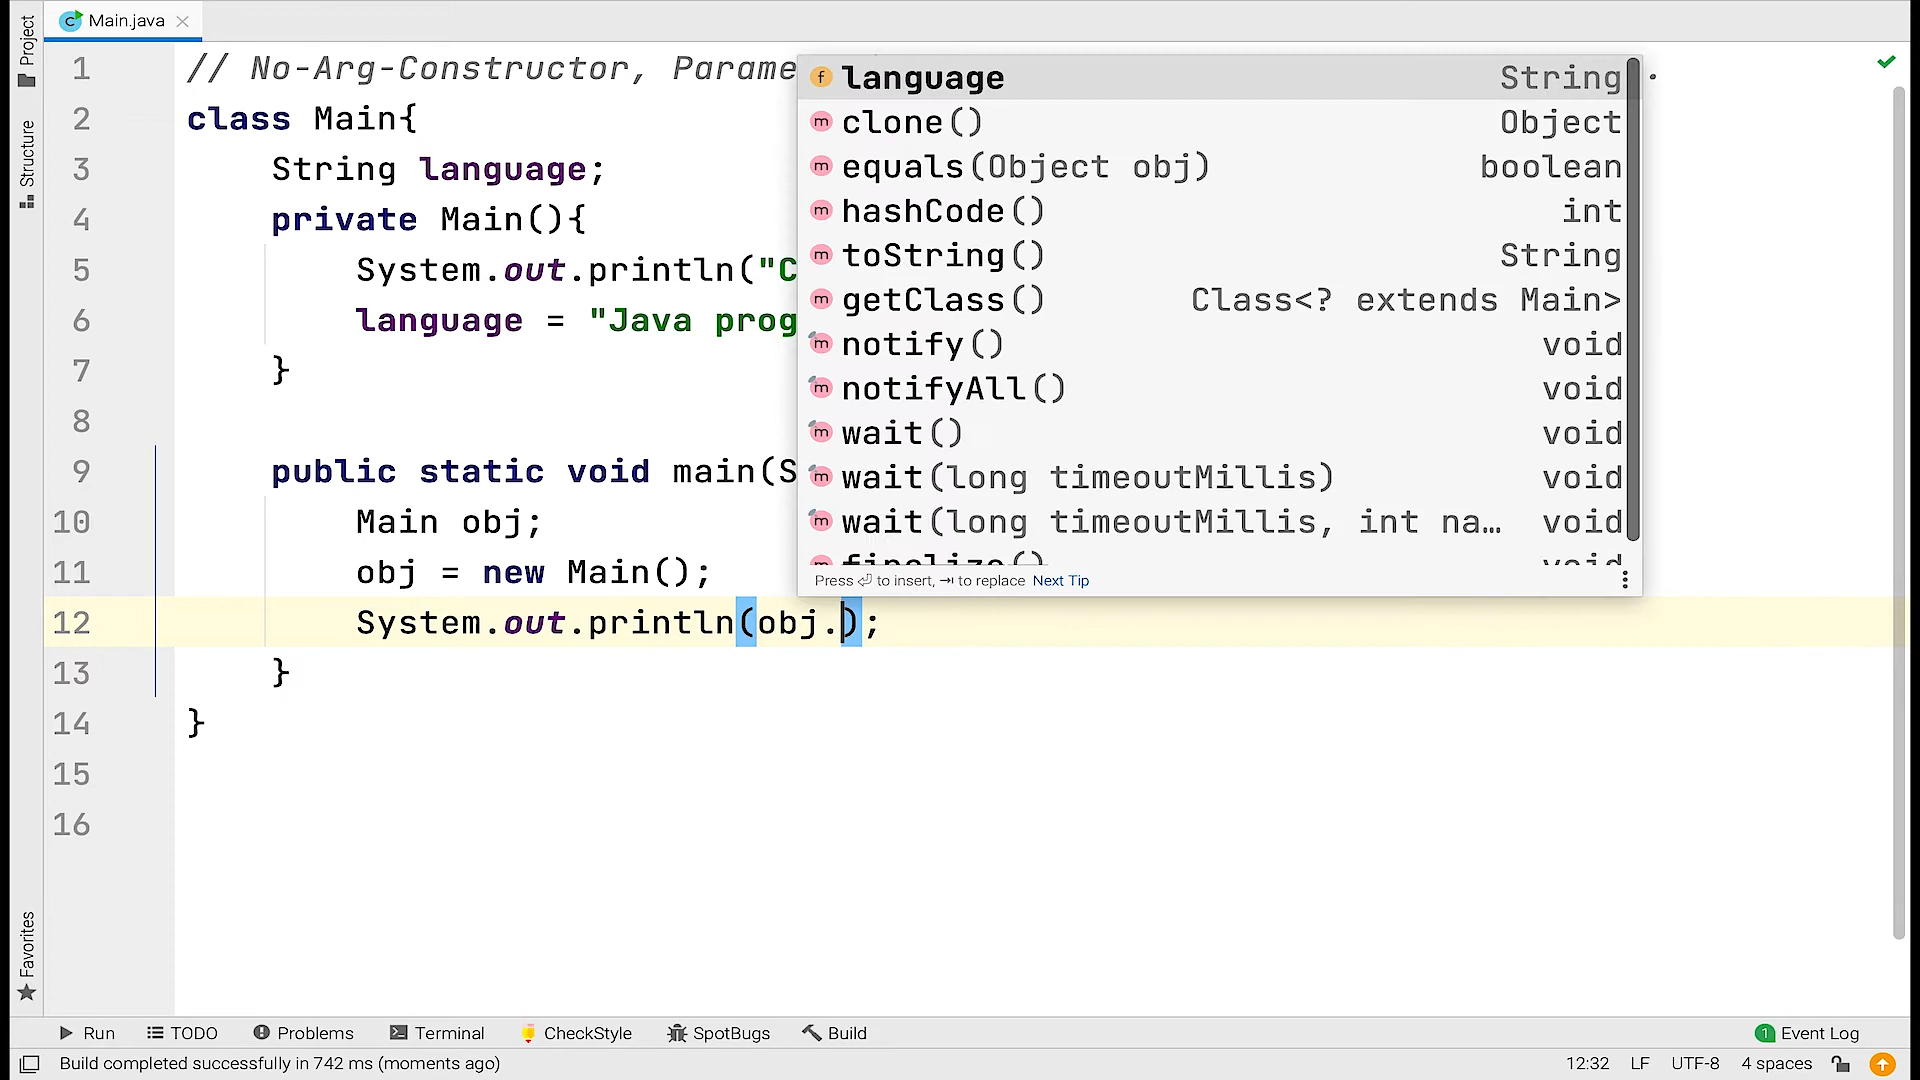 Main.java
Project
Structure
Favorites
1 // No-Arg-Constructor, Parame
2 class Main{
3 String language;
4 private Main(){
5 System.out.println("C
6 language = "Java prog
7 }
8
9 public static void main(S
10 Main obj;
11 obj = new Main();
12 System.out.println(obj.);
13 }
14 }
15
16
f language String
m clone() Object
m equals(Object obj) boolean
m hashCode() int
m toString() String
m getClass() Class<? extends Main>
m notify() void
m notifyAll() void
m wait() void
m wait(long timeoutMillis) void
m wait(long timeoutMillis, int na… void
Press ⏎ to insert, ⇥ to replace Next Tip
Run TODO Problems Terminal CheckStyle SpotBugs Build 1 Event Log
Build completed successfully in 742 ms (moments ago) 12:32 LF UTF-8 4 spaces